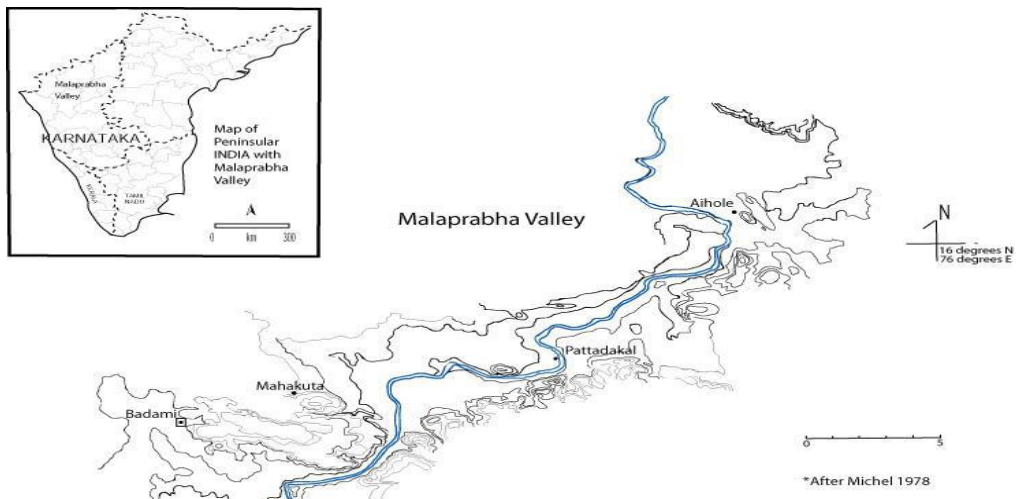 Malaprabha
Valley
KARNATAKA
KERALA
TAMIL
NADU
Map of
Peninsular
INDIA with
Malaprabha
Valley
A
0 300
km
Malaprabha Valley
Aihole
N
16 degrees N
76 degrees E
Pattadakal
Mahakuta
Badami
0 5
*After Michel 1978